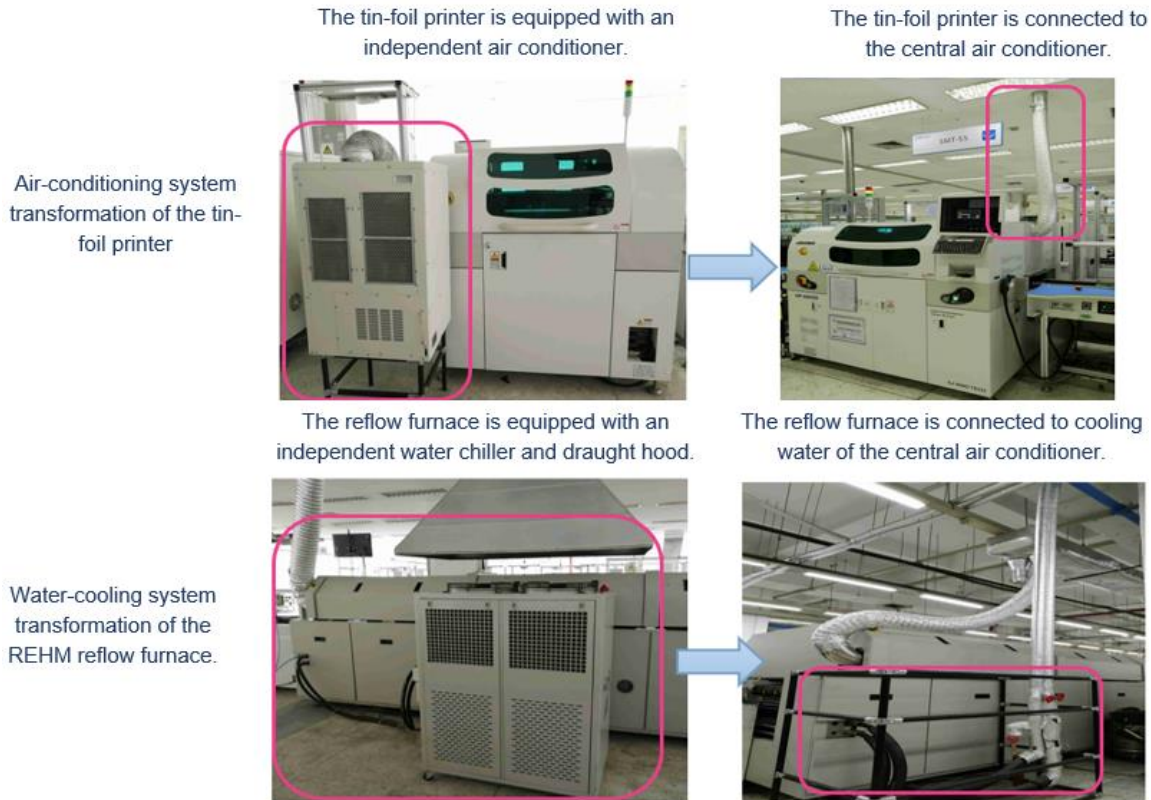 The tin-foil printer is equipped with an
independent air conditioner.
The tin-foil printer is connected to
the central air conditioner.
Air-conditioning system
transformation of the tin-
foil printer
SMT-S5
The reflow furnace is equipped with an
independent water chiller and draught hood.
The reflow furnace is connected to cooling
water of the central air conditioner.
Water-cooling system
transformation of the
REHM reflow furnace.